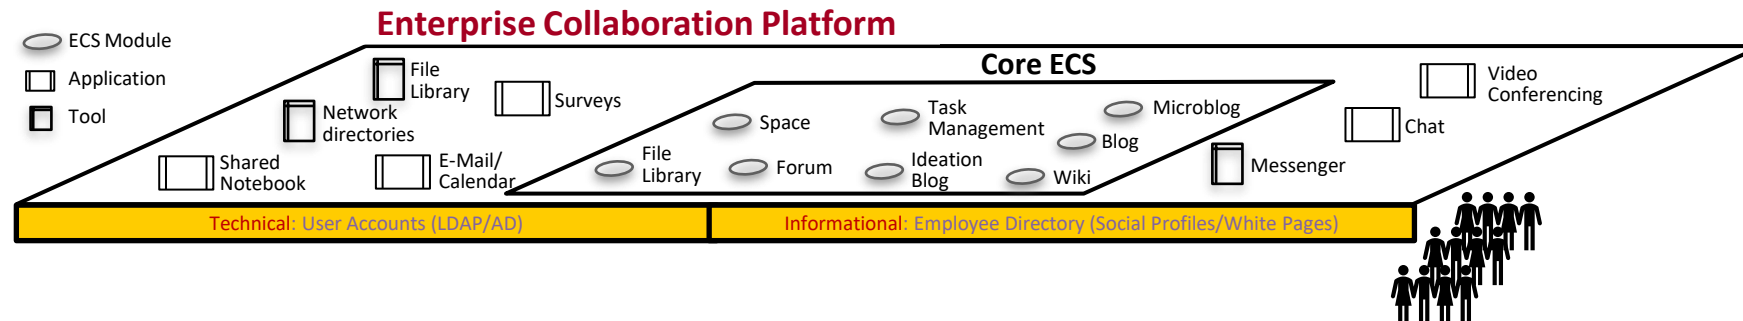 Enterprise Collaboration Platform
ECS Module
Application
Tool
Core ECS
File
Library
Network
directories
Surveys
Shared
Notebook
E-Mail/
Calendar
Space
Task
Management
Microblog
Blog
File
Library
Forum
Ideation
Blog
Wiki
Video
Conferencing
Chat
Messenger
Technical: User Accounts (LDAP/AD)
Informational: Employee Directory (Social Profiles/White Pages)